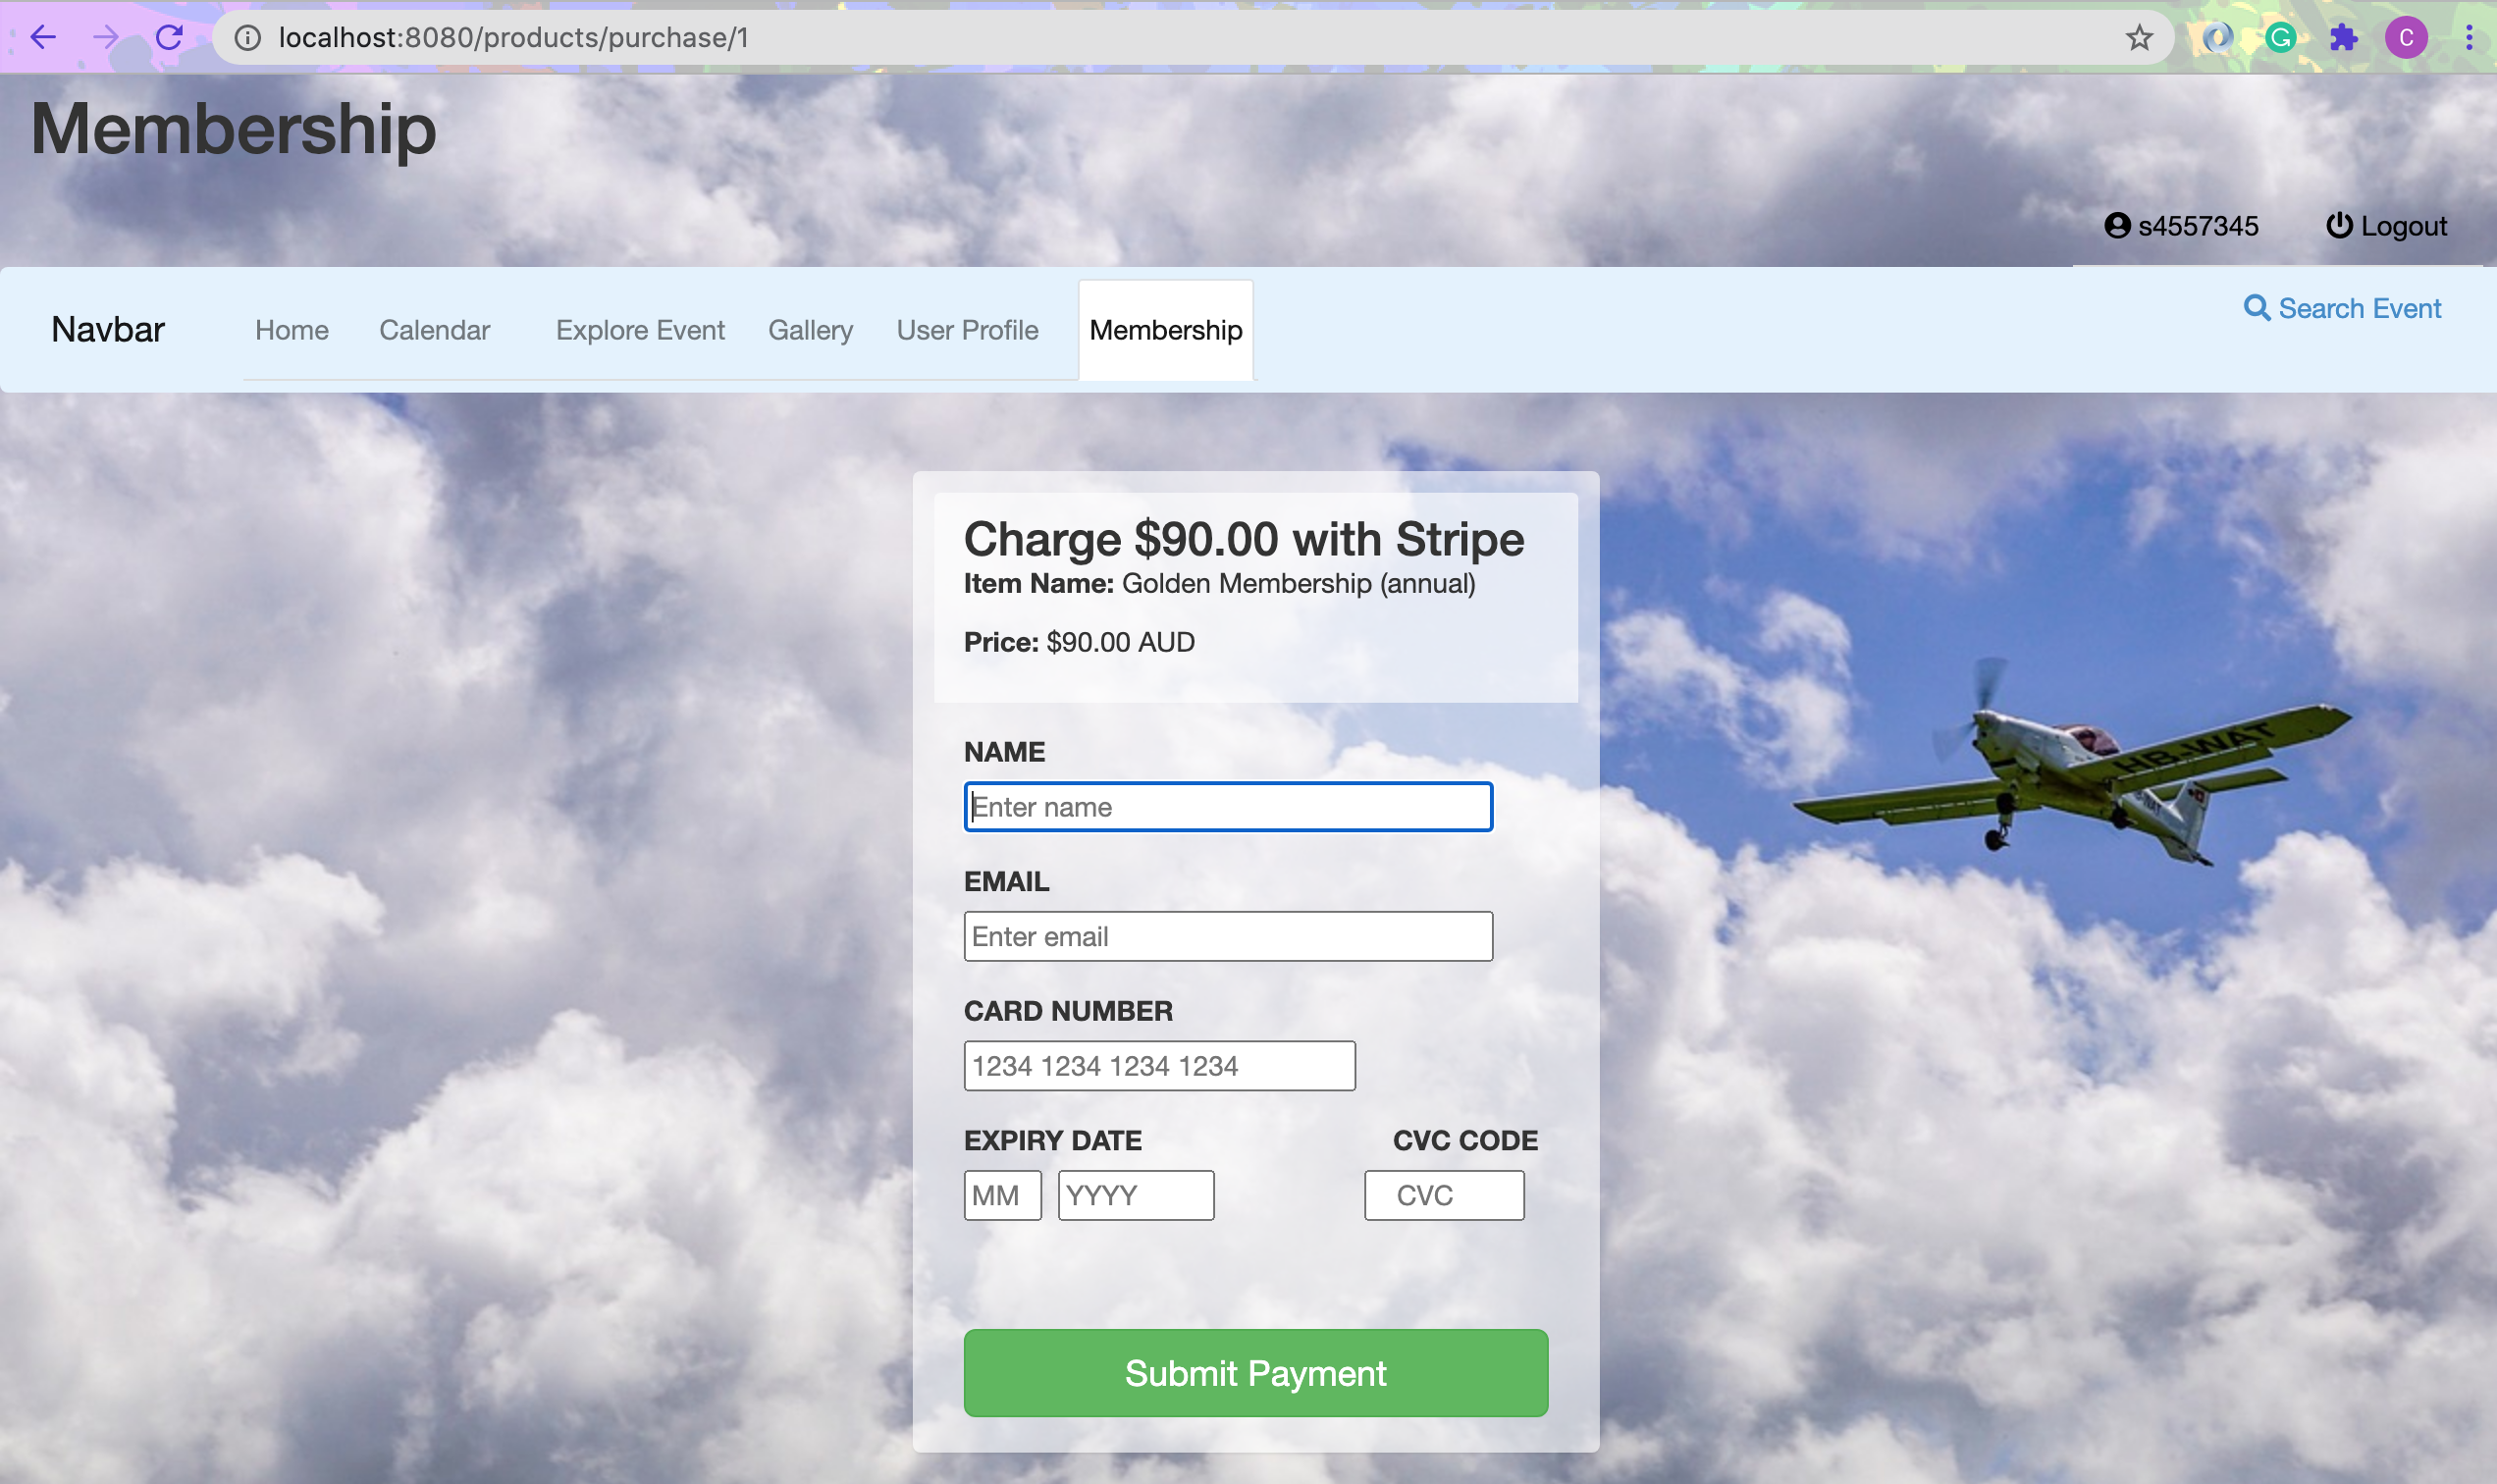 localhost:8080/products/purchase/1
C
Membership
s4557345 Logout
Navbar Home Calendar Explore Event Gallery User Profile Membership Search Event
Charge $90.00 with Stripe
Item Name: Golden Membership (annual)
Price: $90.00 AUD
HB-WAT
NAME
Enter name
EMAIL
Enter email
CARD NUMBER
1234 1234 1234 1234
EXPIRY DATE CVC CODE
MM YYYY CVC
Submit Payment